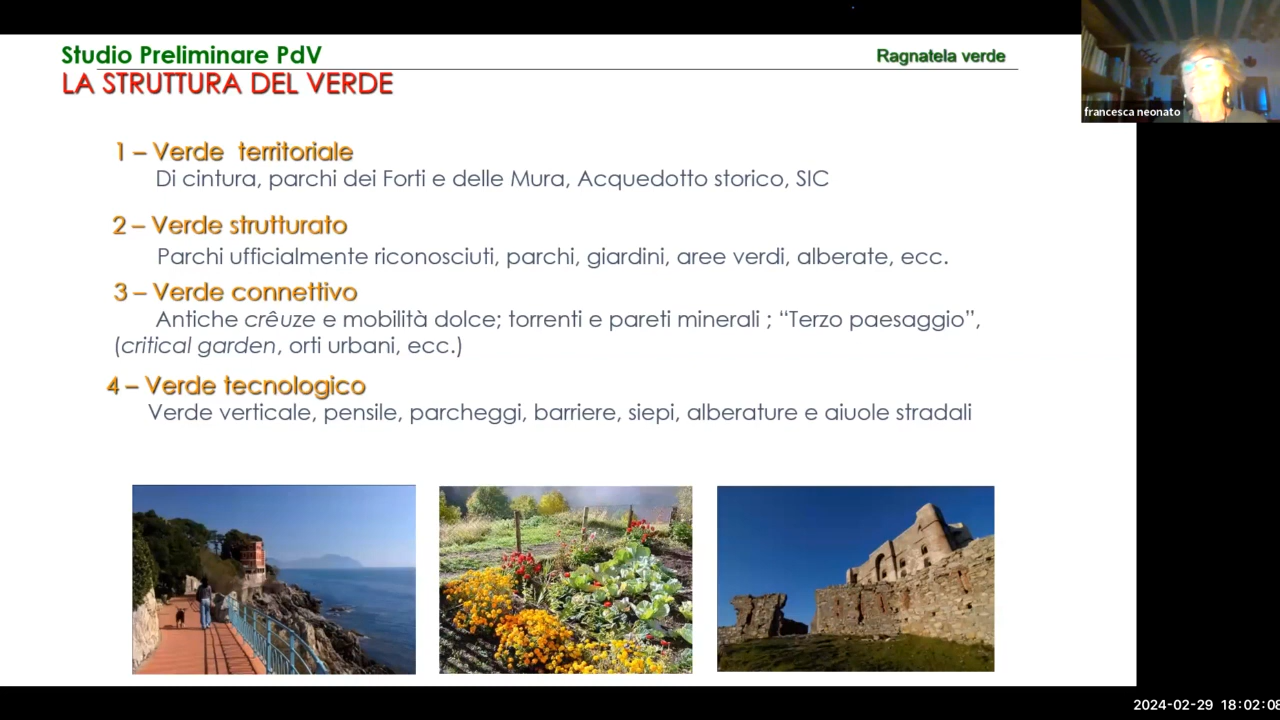 Studio Preliminare PdV
Ragnatela verde
LA STRUTTURA DEL VERDE
francesca neonato
1 – Verde territoriale
Di cintura, parchi dei Forti e delle Mura, Acquedotto storico, SIC
2 – Verde strutturato
Parchi ufficialmente riconosciuti, parchi, giardini, aree verdi, alberate, ecc.
3 – Verde connettivo
Antiche crêuze e mobilità dolce; torrenti e pareti minerali ; “Terzo paesaggio”,
(critical garden, orti urbani, ecc.)
4 – Verde tecnologico
Verde verticale, pensile, parcheggi, barriere, siepi, alberature e aiuole stradali
2024-02-29 18:02:08